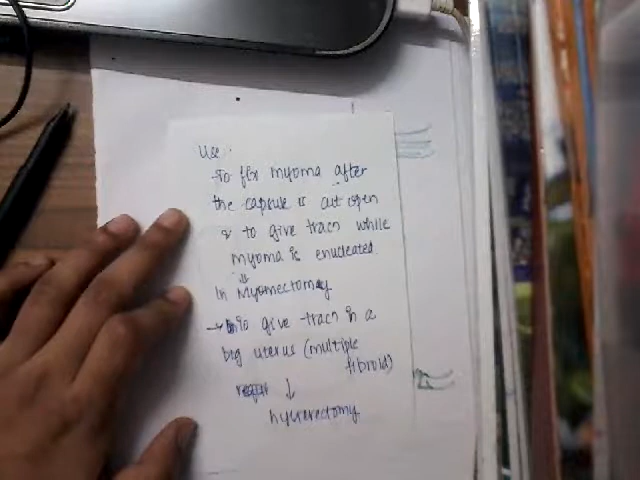 Use :
- To fix myoma after
the capsule is cut open
& to give tracn while
myoma is enucleated.
↓
In Myomectomy
→ to give tracn in a
big uterus (multiple
fibroid)
↓
hysterectomy